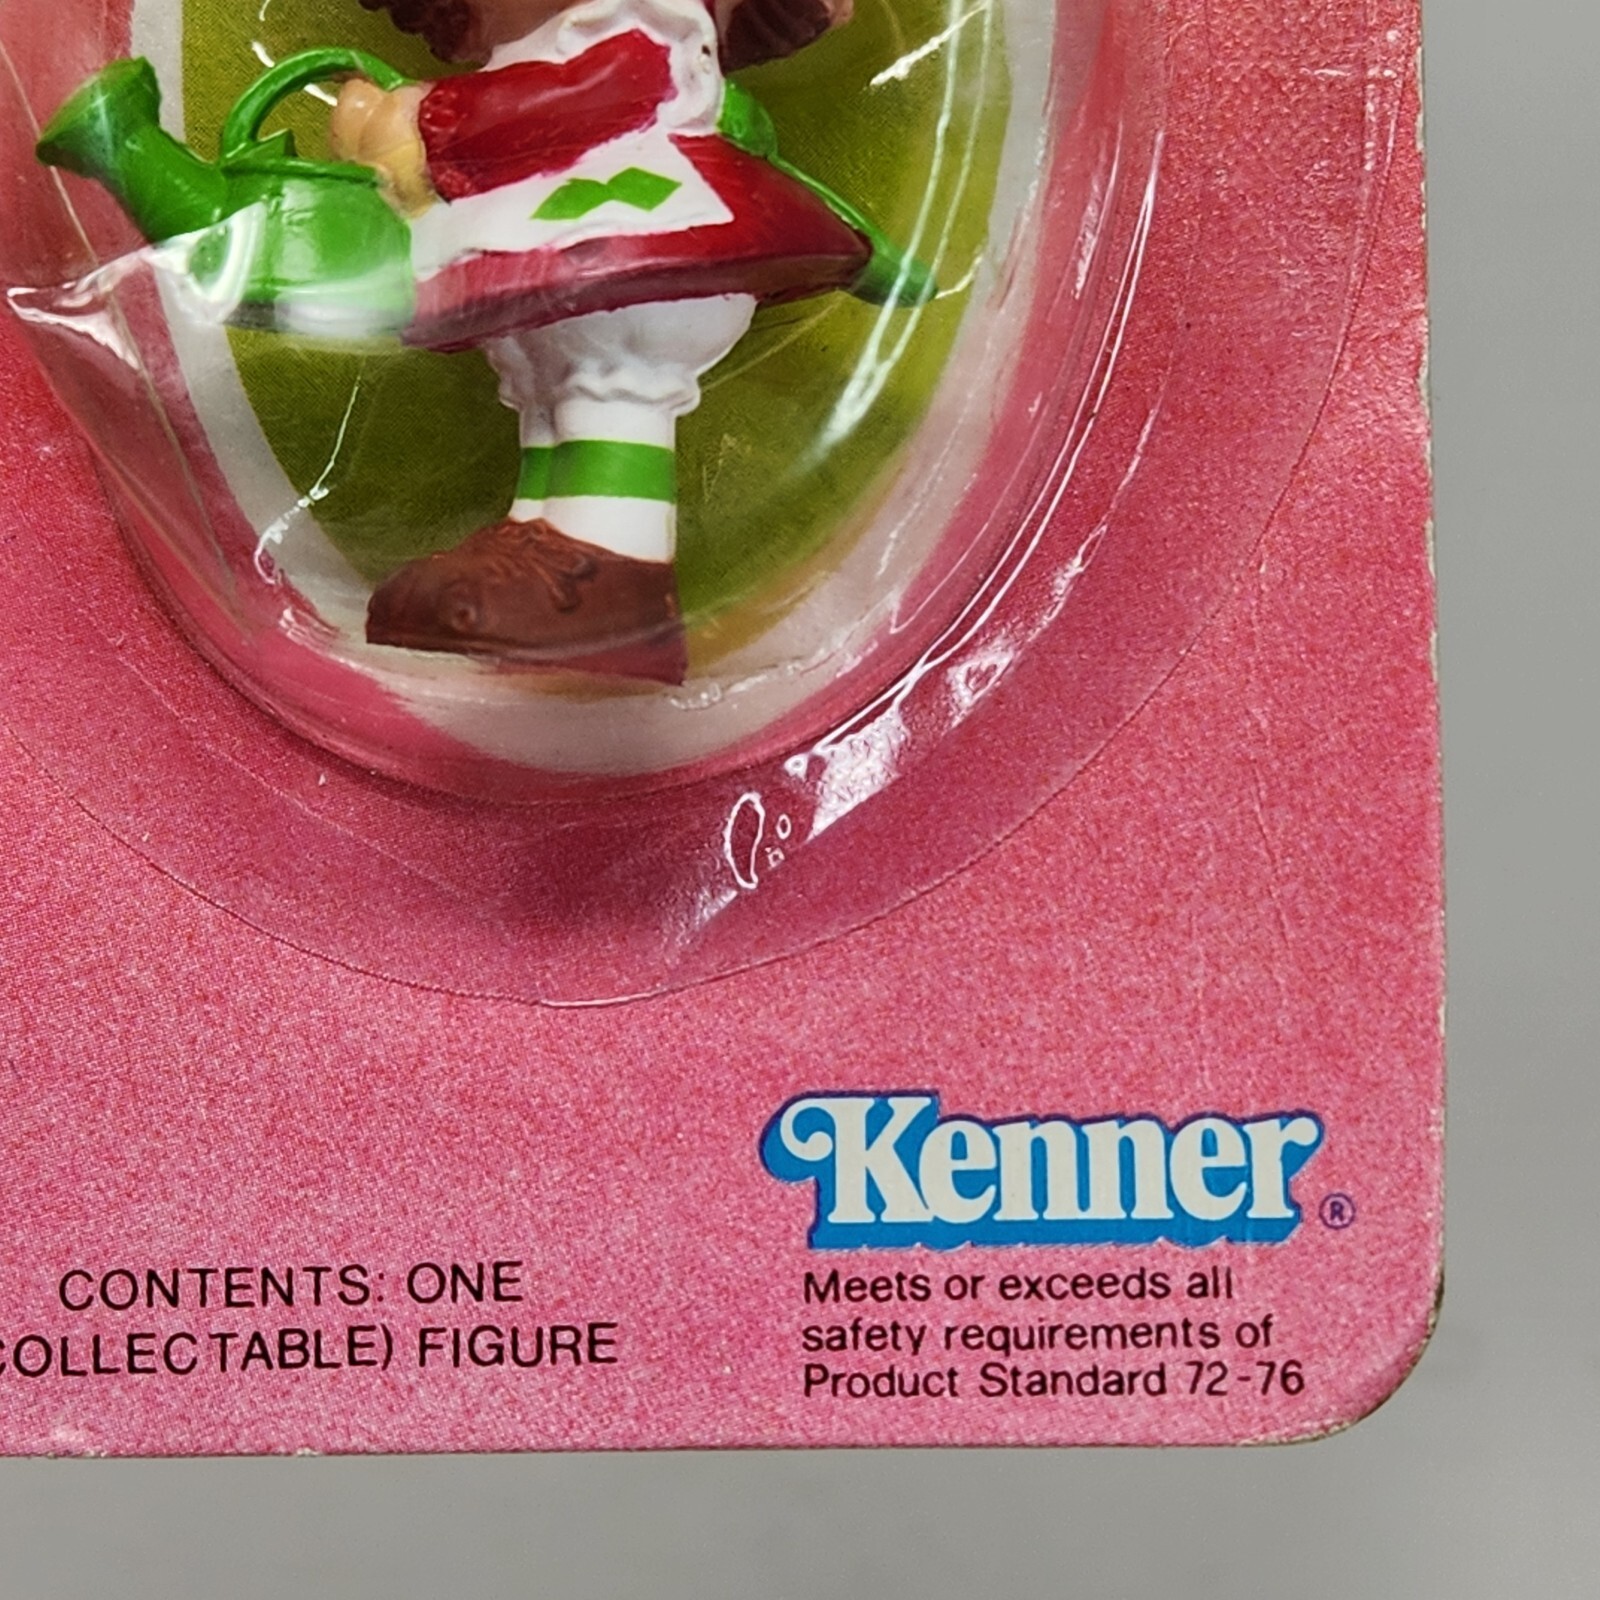 Kenner ®
CONTENTS: ONE
COLLECTABLE) FIGURE
Meets or exceeds all
safety requirements of
Product Standard 72-76